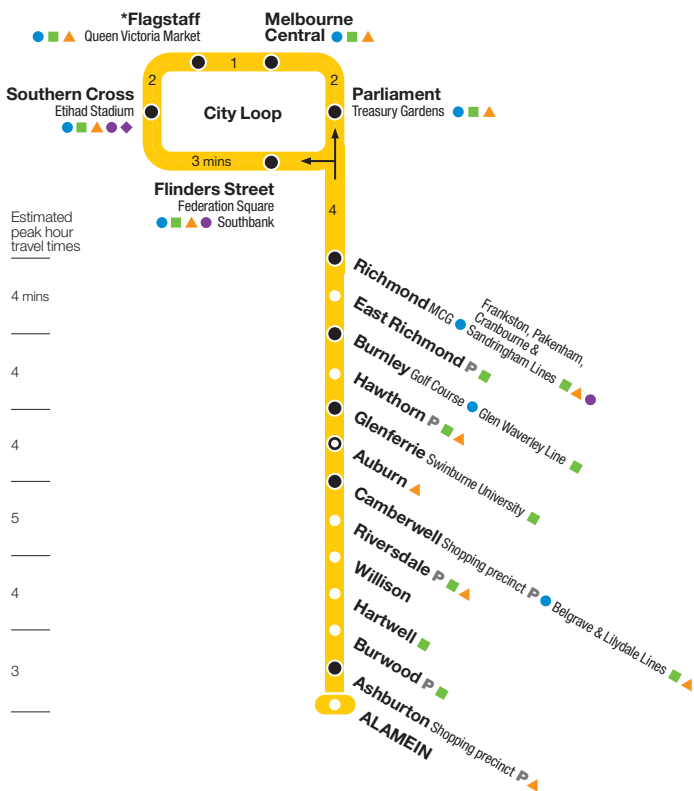 *Flagstaff
Queen Victoria Market
Melbourne
Central
2
1
2
Southern Cross
Etihad Stadium
City Loop
Parliament
Treasury Gardens
3 mins
Flinders Street
Federation Square
Southbank
4
Estimated
peak hour
travel times
4 mins
4
4
5
4
3
Richmond MCG
Frankston, Pakenham,
Cranbourne &
Sandringham Lines
East Richmond P
Burnley Golf Course Glen Waverley Line
Hawthorn P
Glenferrie Swinburne University
Auburn
Camberwell Shopping precinct P Belgrave & Lilydale Lines
Riversdale P
Willison
Hartwell
Burwood P
Ashburton Shopping precinct P
ALAMEIN